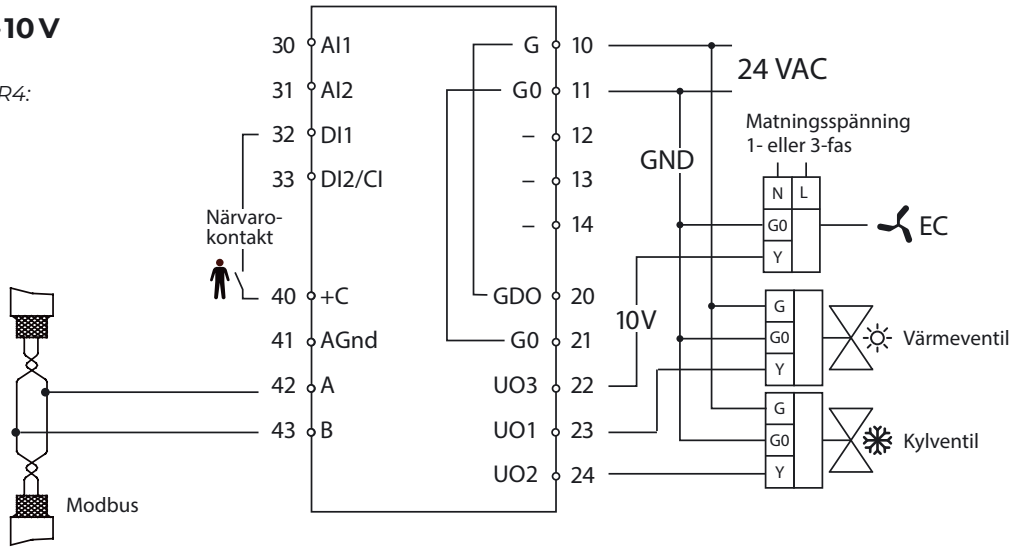 -10 V
R4:
30 AI1
31 AI2
32 DI1
33 DI2/CI
Närvaro-
kontakt
40 +C
41 AGnd
42 A
43 B
Modbus
G 10
G0 11
– 12
– 13
– 14
GDO 20
G0 21
UO3 22
UO1 23
UO2 24
24 VAC
GND
10 V
Matningsspänning
1- eller 3-fas
N L
G0
Y
EC
G
G0
Y
Värmeventil
G
G0
Y
Kylventil